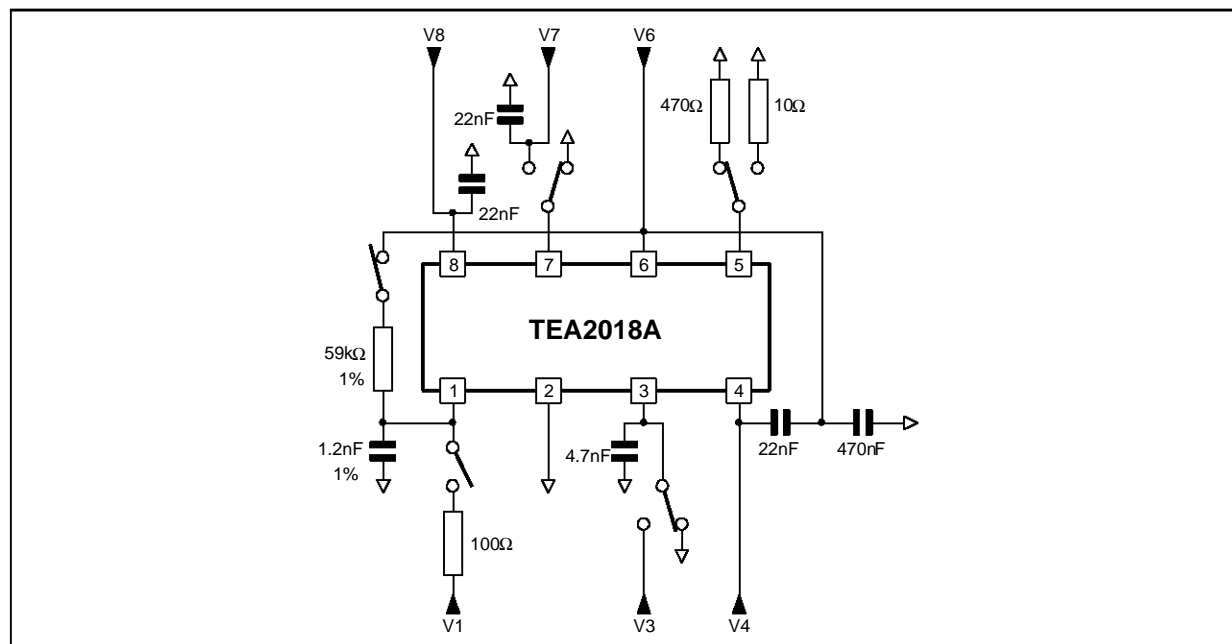 V8
V7
V6
470Ω
10Ω
22nF
22nF
8
7
6
5
TEA2018A
59kΩ
1%
1
2
3
4
1.2nF
1%
4.7nF
22nF
470nF
100Ω
V1
V3
V4